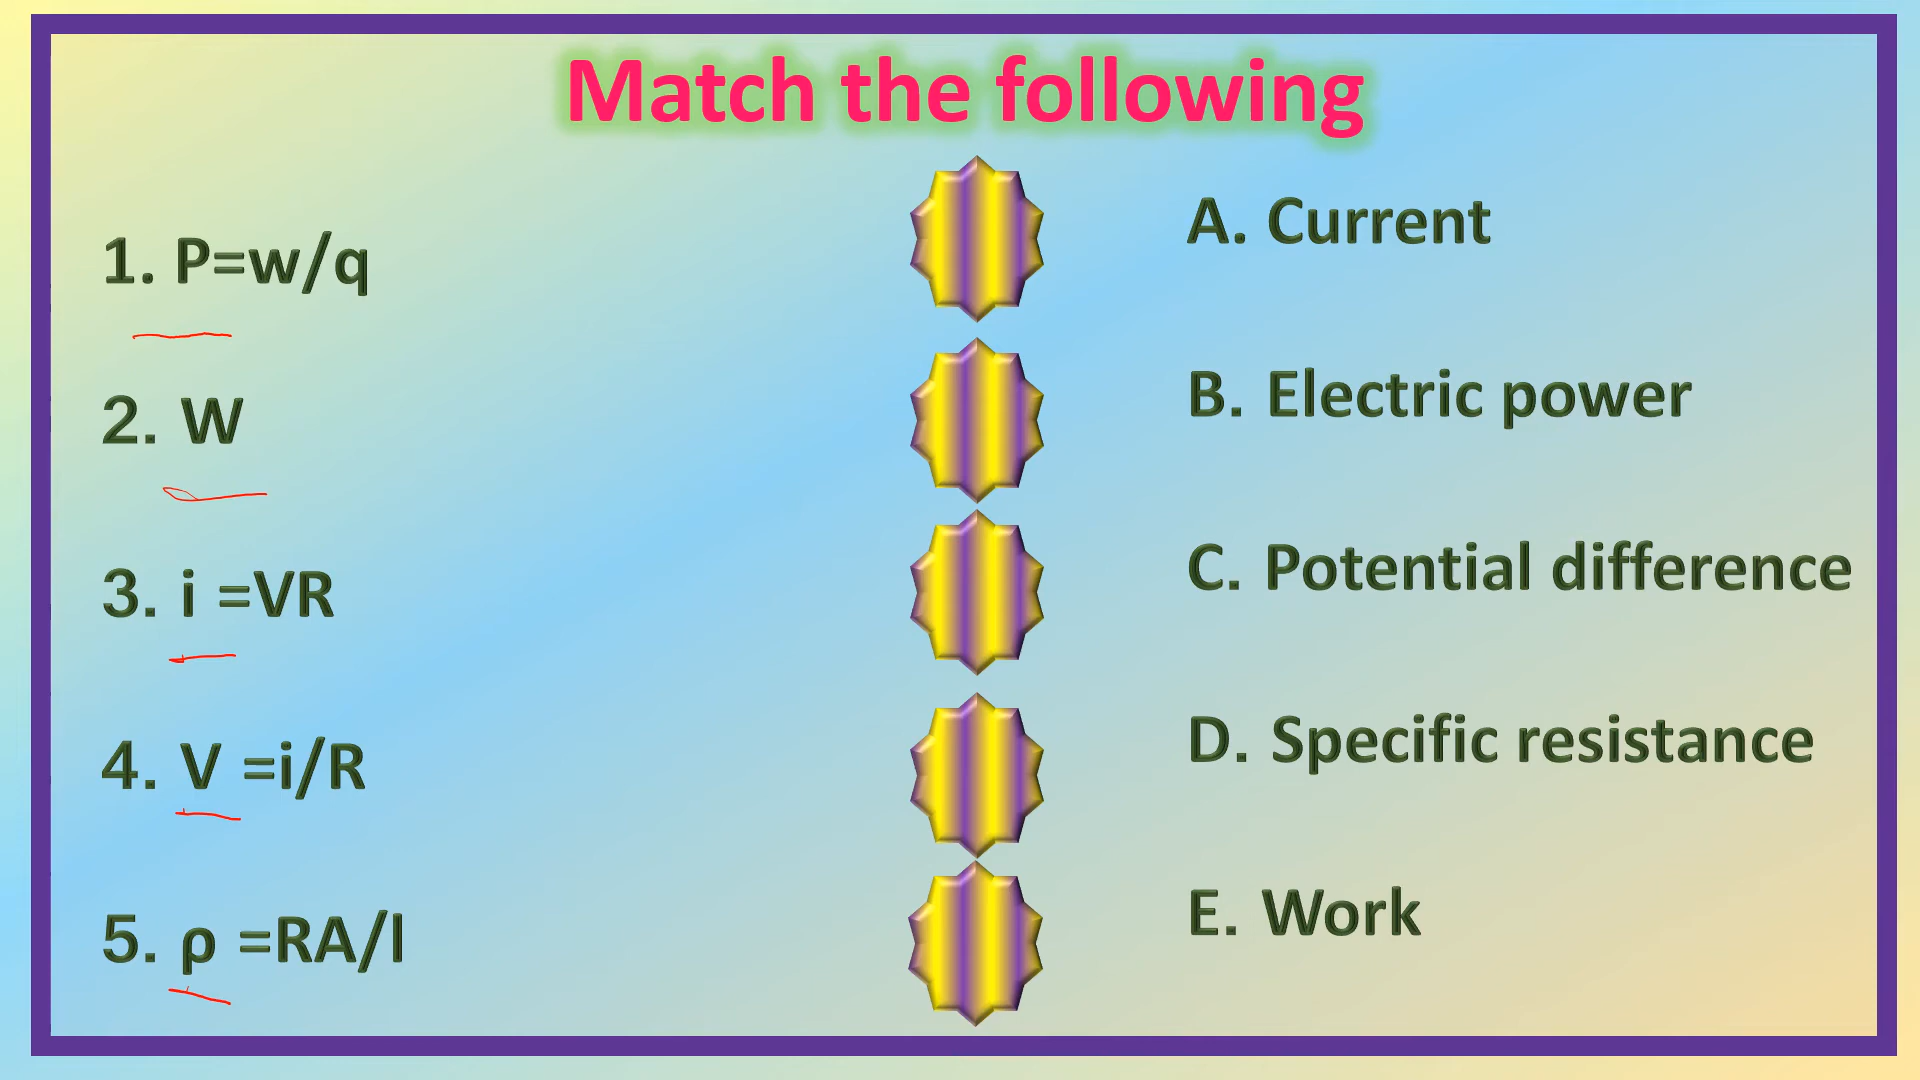 Match the following
1. P=w/q
2. W
3. i =VR
4. V =i/R
5. ρ =RA/l
A. Current
B. Electric power
C. Potential difference
D. Specific resistance
E. Work